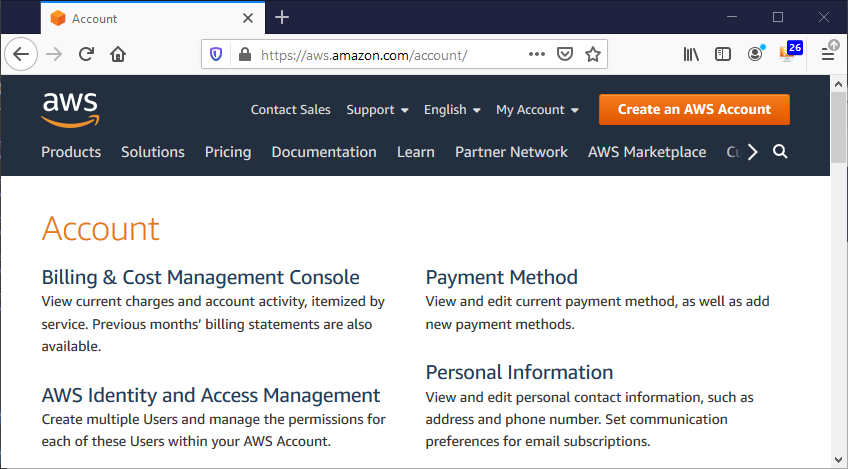 Account
https://aws.amazon.com/account/
26
aws
Contact Sales Support English My Account Create an AWS Account
Products Solutions Pricing Documentation Learn Partner Network AWS Marketplace
Account
Billing & Cost Management Console
View current charges and account activity, itemized by
service. Previous months’ billing statements are also
available.
AWS Identity and Access Management
Create multiple Users and manage the permissions for
each of these Users within your AWS Account.
Payment Method
View and edit current payment method, as well as add
new payment methods.
Personal Information
View and edit personal contact information, such as
address and phone number. Set communication
preferences for email subscriptions.